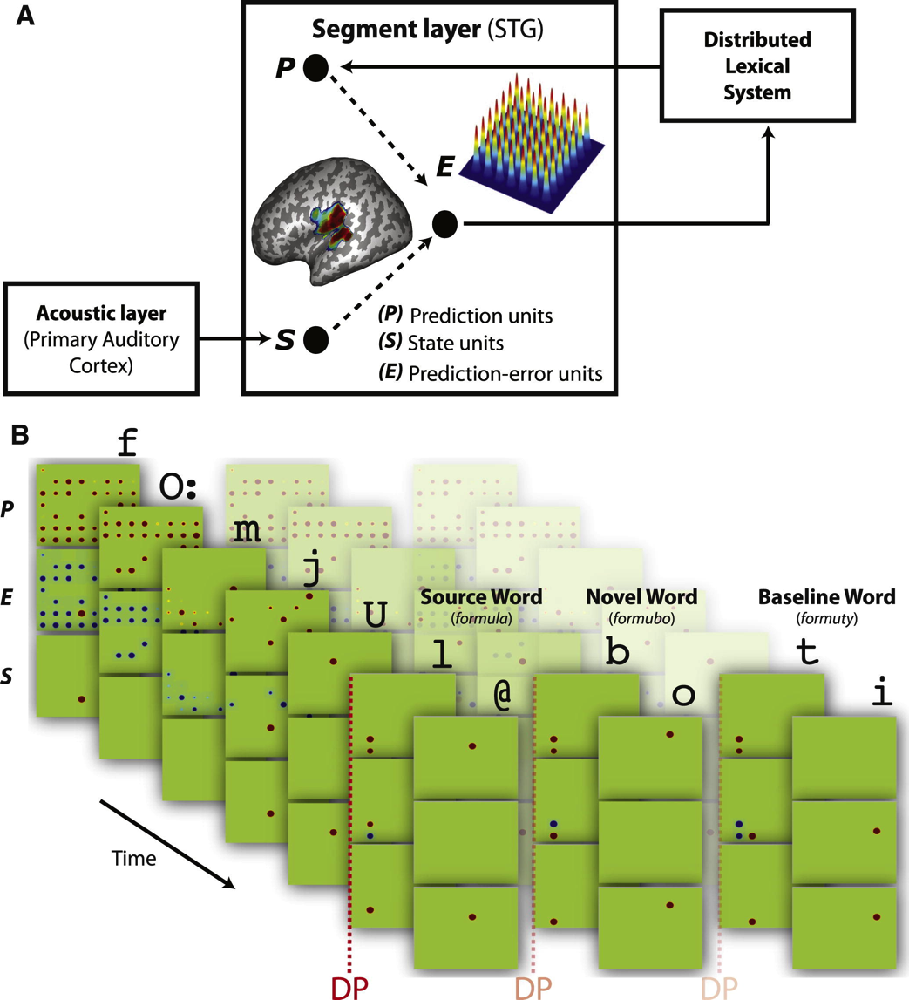 A
Segment layer (STG)
P
E
S
Distributed
Lexical
System
Acoustic layer
(Primary Auditory
Cortex)
(P) Prediction units
(S) State units
(E) Prediction-error units
B
f
O:
m
j
U
P
E
S
Source Word
(formula)
Novel Word
(formubo)
Baseline Word
(formuty)
l
@
b
o
t
i
Time
DP
DP
DP